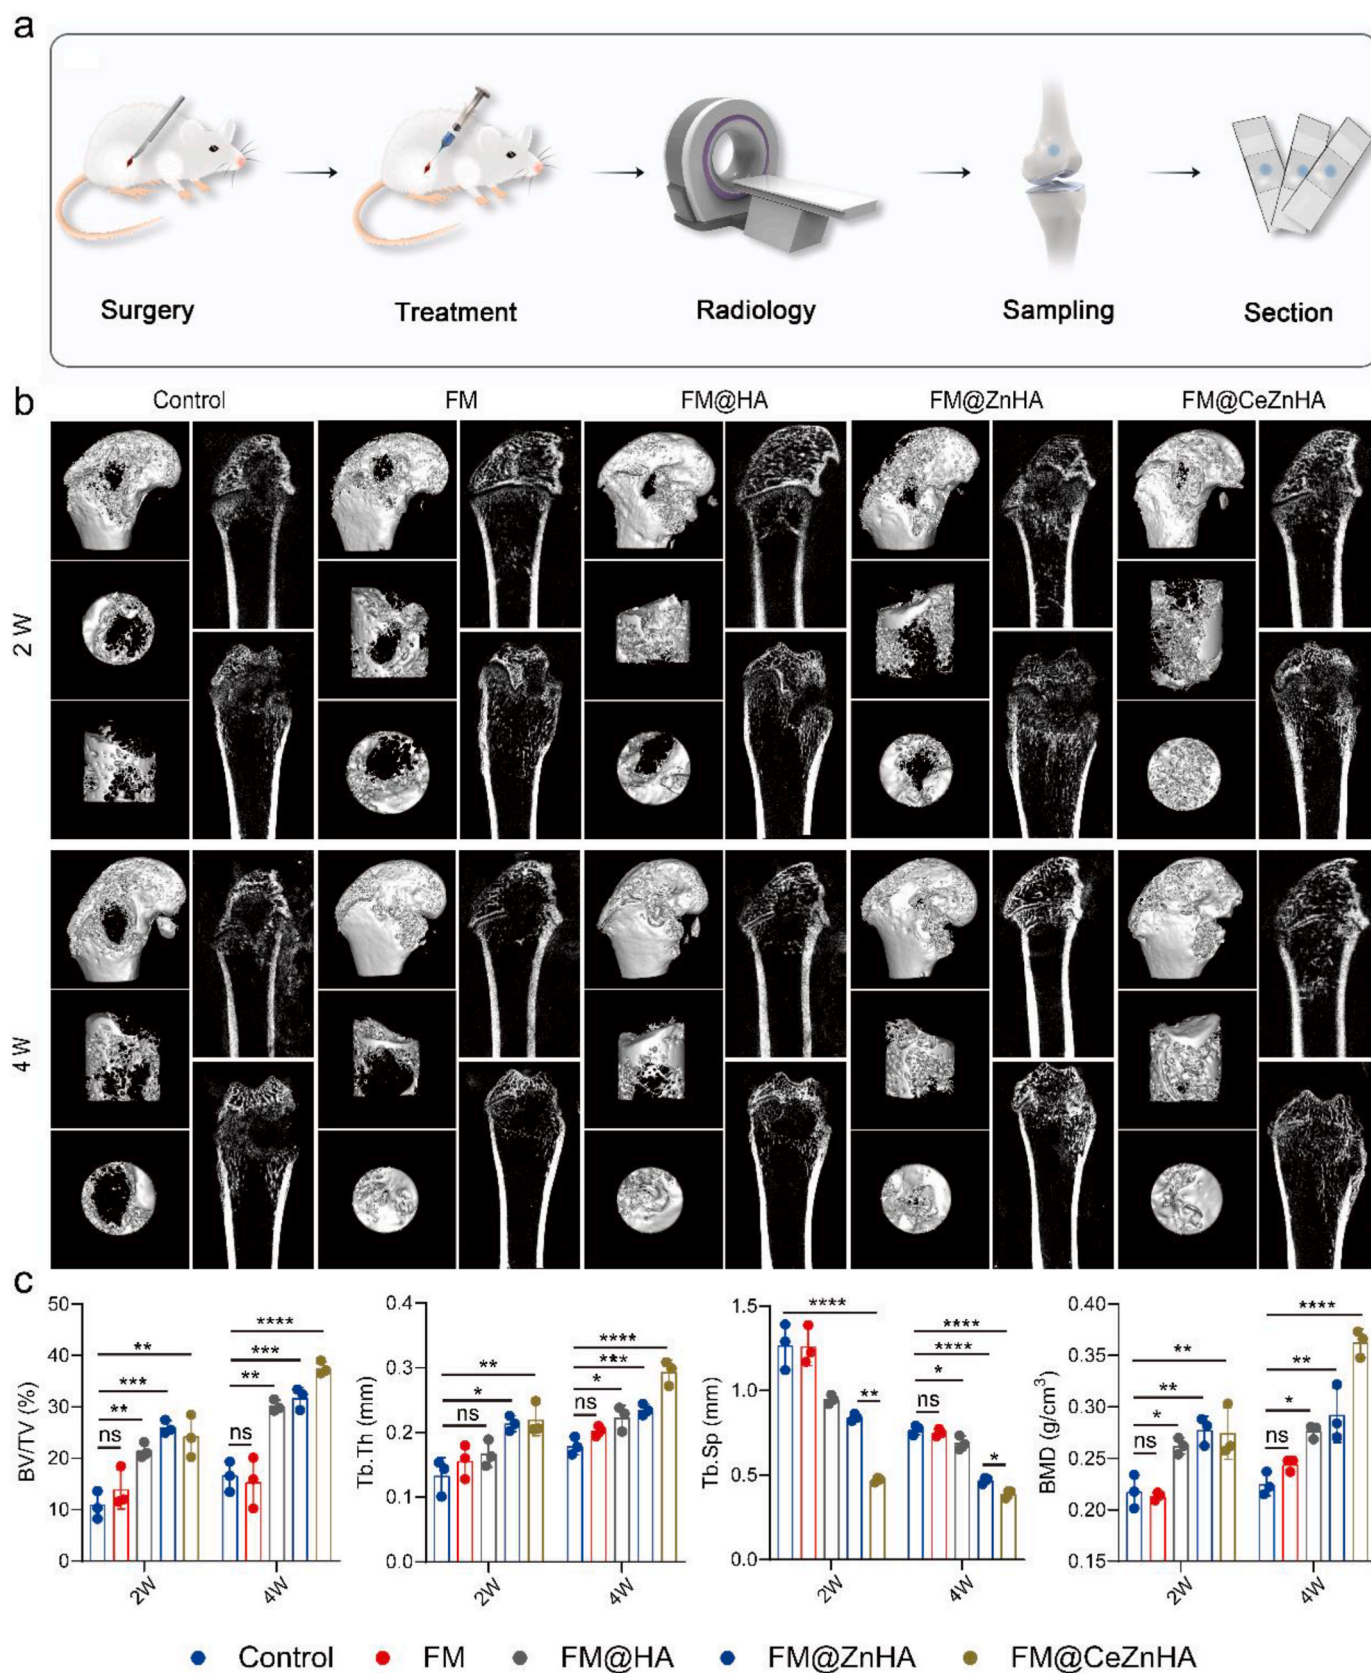 a
Surgery
Treatment
Radiology
Sampling
Section
b
Control
FM
FM@HA
FM@ZnHA
FM@CeZnHA
2 W
4 W
c
BV/TV (%)
50
40
30
20
10
0
**
***
**
ns
****
***
**
ns
2W
4W
Tb.Th (mm)
0.4
0.3
0.2
0.1
0.0
**
*
ns
****
***
*
ns
2W
4W
Tb.Sp (mm)
1.5
1.0
0.5
0.0
****
**
****
****
*
ns
*
2W
4W
BMD (g/cm³)
0.40
0.35
0.30
0.25
0.20
0.15
**
**
*
ns
****
**
*
ns
2W
4W
Control FM FM@HA FM@ZnHA FM@CeZnHA